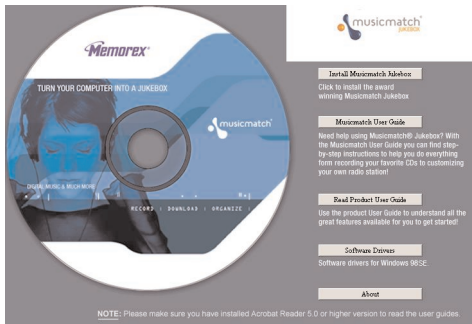 Memorex®
TURN YOUR COMPUTER INTO A JUKEBOX
musicmatch
DIGITAL MUSIC & MUCH MORE
RECORD | DOWNLOAD | ORGANIZE |
musicmatch
JUKEBOX
Install Musicmatch Jukebox
Click to install the award
winning Musicmatch Jukebox
Musicmatch User Guide
Need help using Musicmatch® Jukebox? With
the Musicmatch User Guide you can find step-
by-step instructions to help you do everything
form recording your favorite CDs to customizing
your own radio station!
Read Product User Guide
Use the product User Guide to understand all the
great features available for you to get started!
Software Drivers
Software drivers for Windows 98SE
About
NOTE: Please make sure you have installed Acrobat Reader 5.0 or higher version to read the user guides.